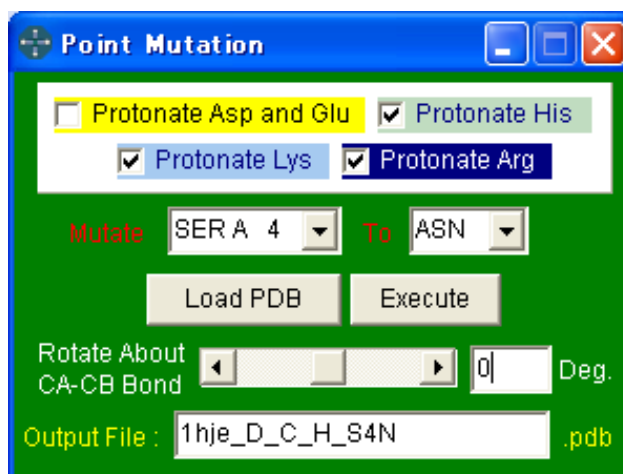 Point Mutation
Protonate Asp and Glu Protonate His
Protonate Lys Protonate Arg
Mutate SER A 4 To ASN
Load PDB Execute
Rotate About
CA-CB Bond 0 Deg.
Output File : 1hje_D_C_H_S4N .pdb